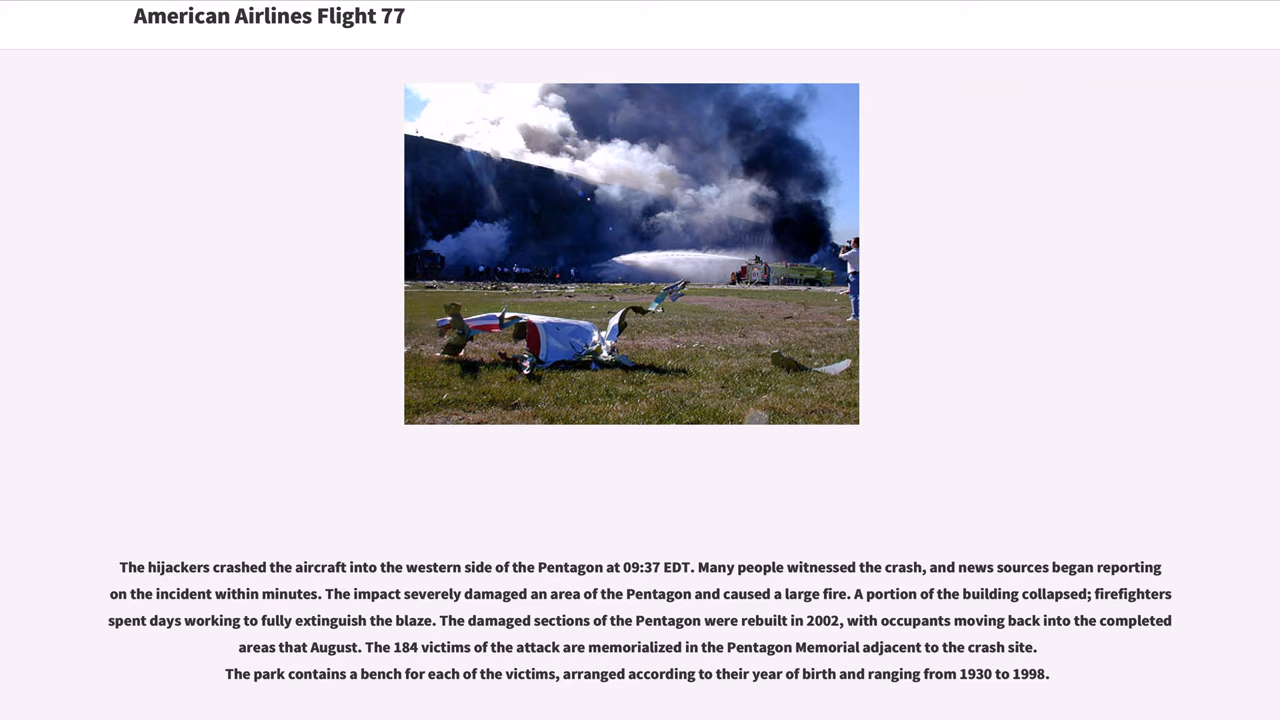 American Airlines Flight 77
The hijackers crashed the aircraft into the western side of the Pentagon at 09:37 EDT. Many people witnessed the crash, and news sources began reporting
on the incident within minutes. The impact severely damaged an area of the Pentagon and caused a large fire. A portion of the building collapsed; firefighters
spent days working to fully extinguish the blaze. The damaged sections of the Pentagon were rebuilt in 2002, with occupants moving back into the completed
areas that August. The 184 victims of the attack are memorialized in the Pentagon Memorial adjacent to the crash site.
The park contains a bench for each of the victims, arranged according to their year of birth and ranging from 1930 to 1998.